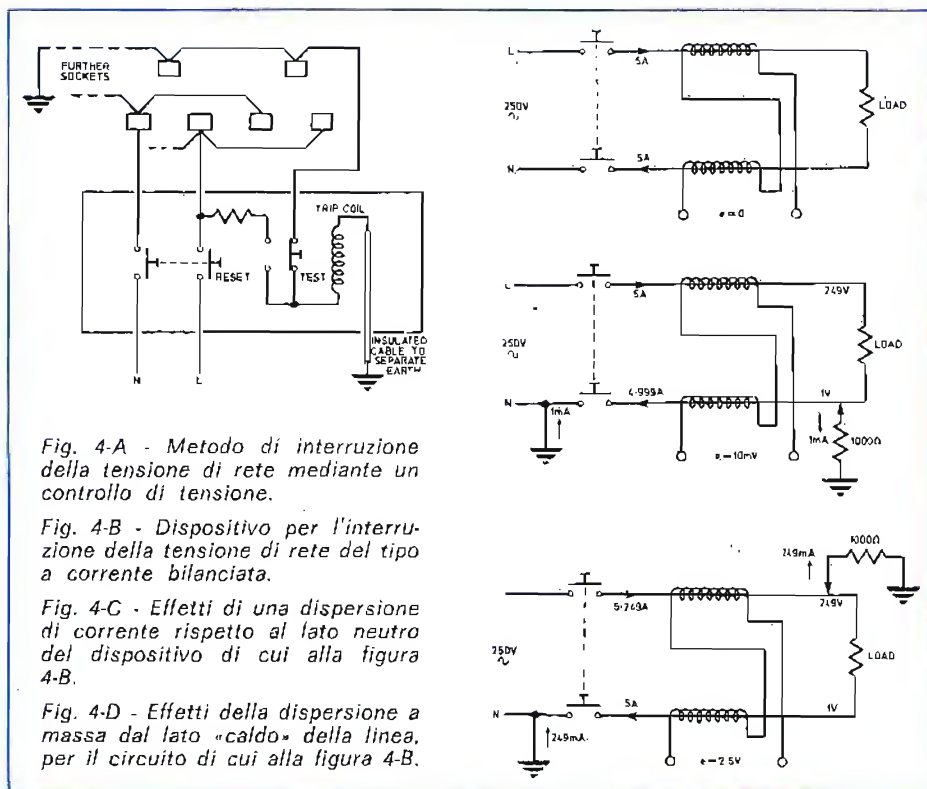 FURTHER
SOCKETS
TRIP COIL
RESET
TEST
INSULATED
CABLE TO
SEPARATE
EARTH
N
L
Fig. 4-A - Metodo di interruzione
della tensione di rete mediante un
controllo di tensione.
Fig. 4-B - Dispositivo per l'interru-
zione della tensione di rete del tipo
a corrente bilanciata.
Fig. 4-C - Effetti di una dispersione
di corrente rispetto al lato neutro
del dispositivo di cui alla figura
4-B.
Fig. 4-D - Effetti della dispersione a
massa dal lato «caldo» della linea,
per il circuito di cui alla figura 4-B.
L
5A
250V
LOAD
N
5A
e=0
L
5A
249V
250V
LOAD
N
4·999A
1V
1mA
1mA
1000Ω
e=10mV
1000Ω
249mA
5·249A
249V
250V
LOAD
N
5A
1V
249mA
e=2·5V